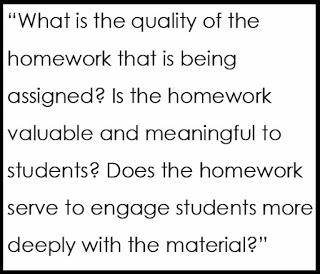 “What is the quality of the
homework that is being
assigned? Is the homework
valuable and meaningful to
students? Does the homework
serve to engage students more
deeply with the material?”